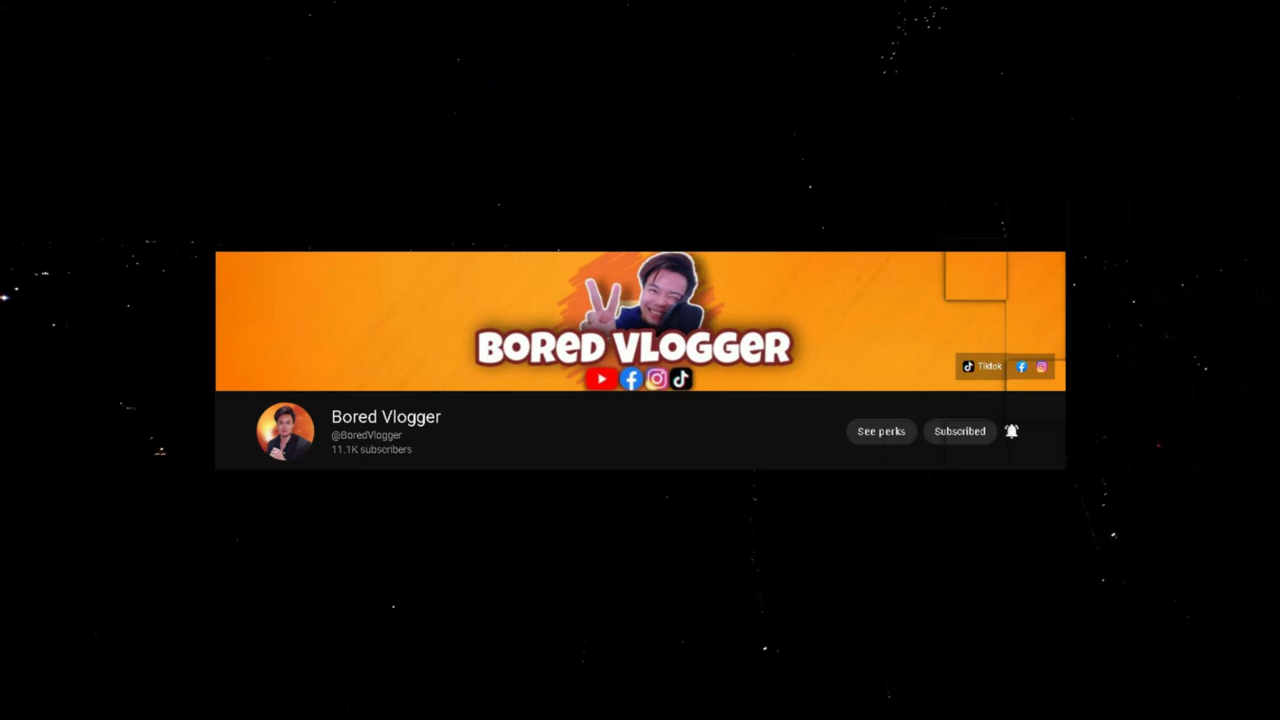 BORED VLOGGER
Tiktok
Bored Vlogger
@BoredVlogger
11.1K subscribers
See perks
Subscribed